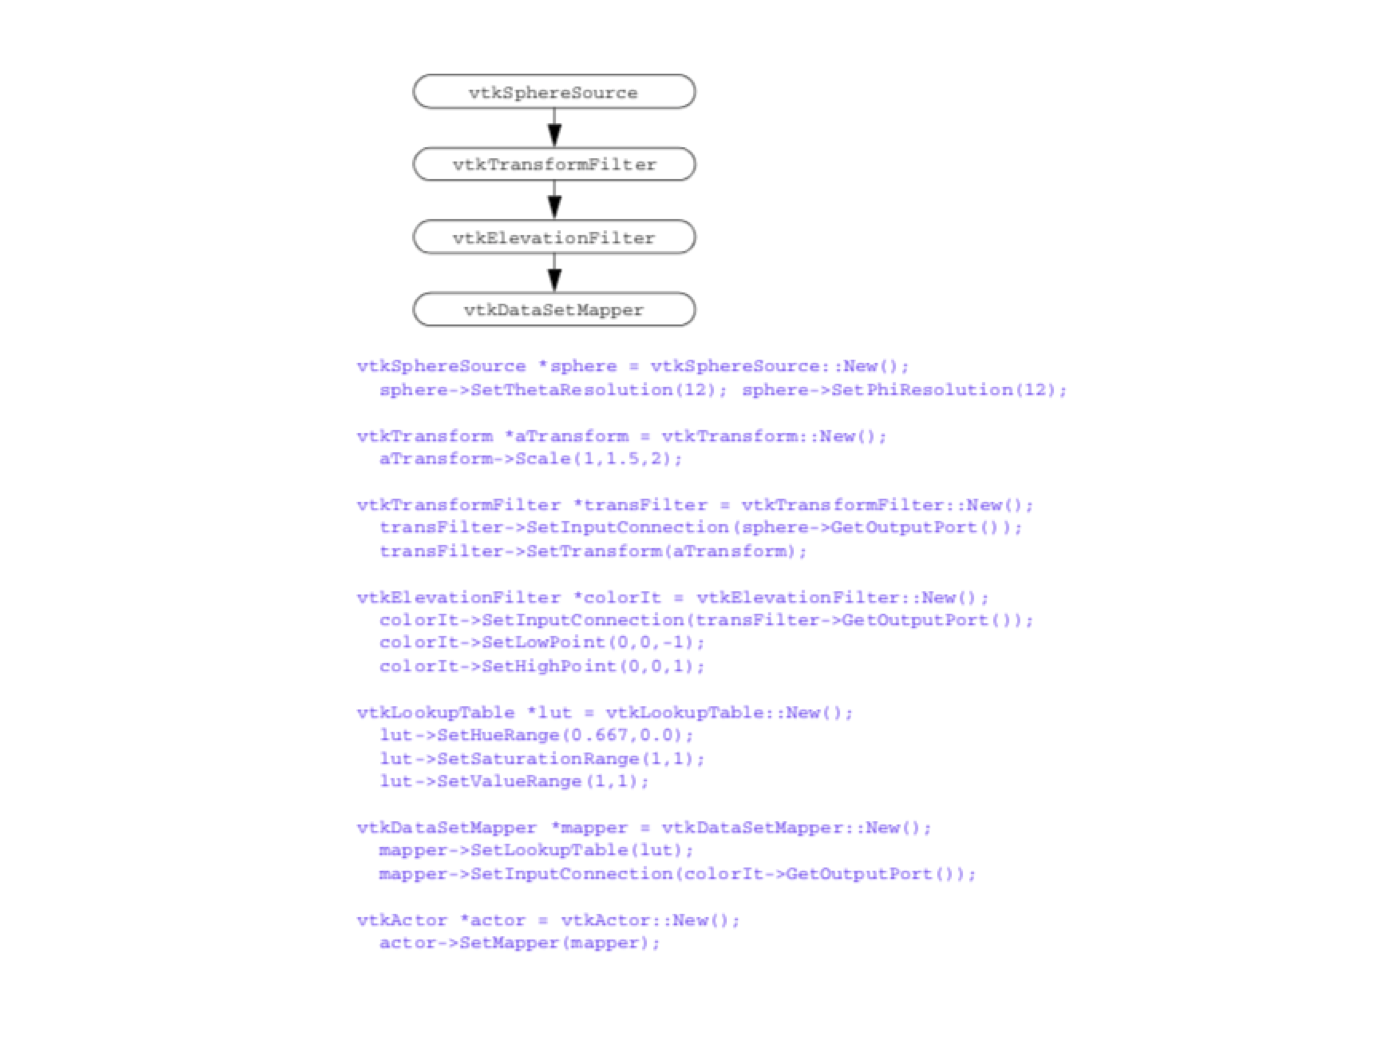 vtkSphereSource
vtkTransformFilter
vtkElevationFilter
vtkDataSetMapper
vtkSphereSource *sphere = vtkSphereSource::New();
  sphere->SetThetaResolution(12); sphere->SetPhiResolution(12);
vtkTransform *aTransform = vtkTransform::New();
  aTransform->Scale(1,1.5,2);
vtkTransformFilter *transFilter = vtkTransformFilter::New();
  transFilter->SetInputConnection(sphere->GetOutputPort());
  transFilter->SetTransform(aTransform);
vtkElevationFilter *colorIt = vtkElevationFilter::New();
  colorIt->SetInputConnection(transFilter->GetOutputPort());
  colorIt->SetLowPoint(0,0,-1);
  colorIt->SetHighPoint(0,0,1);
vtkLookupTable *lut = vtkLookupTable::New();
  lut->SetHueRange(0.667,0.0);
  lut->SetSaturationRange(1,1);
  lut->SetValueRange(1,1);
vtkDataSetMapper *mapper = vtkDataSetMapper::New();
  mapper->SetLookupTable(lut);
  mapper->SetInputConnection(colorIt->GetOutputPort());
vtkActor *actor = vtkActor::New();
  actor->SetMapper(mapper);